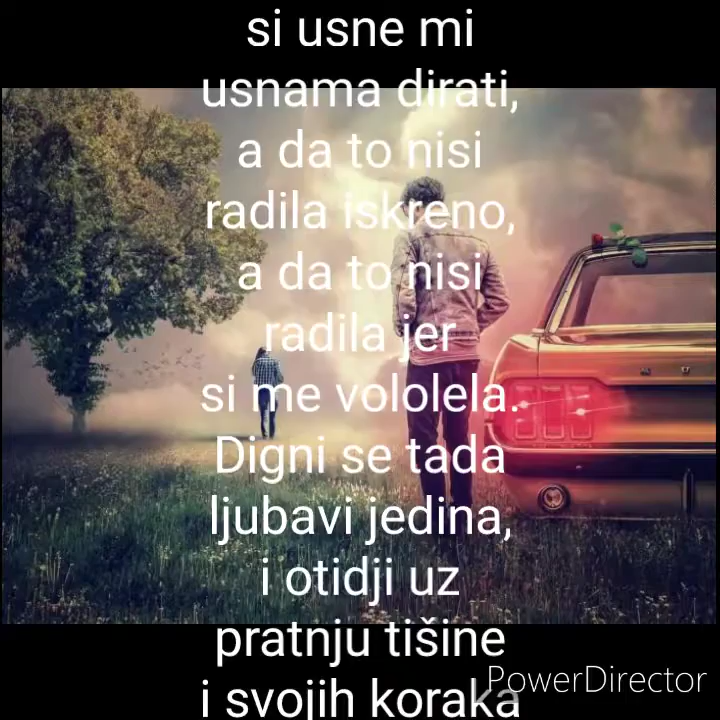 si usne mi
usnama dirati,
a da to nisi
radila iskreno,
a da to nisi
radila jer
si me vololela.
Digni se tada
ljubavi jedina,
i otidji uz
pratnju tišine
i svojih koraka
PowerDirector